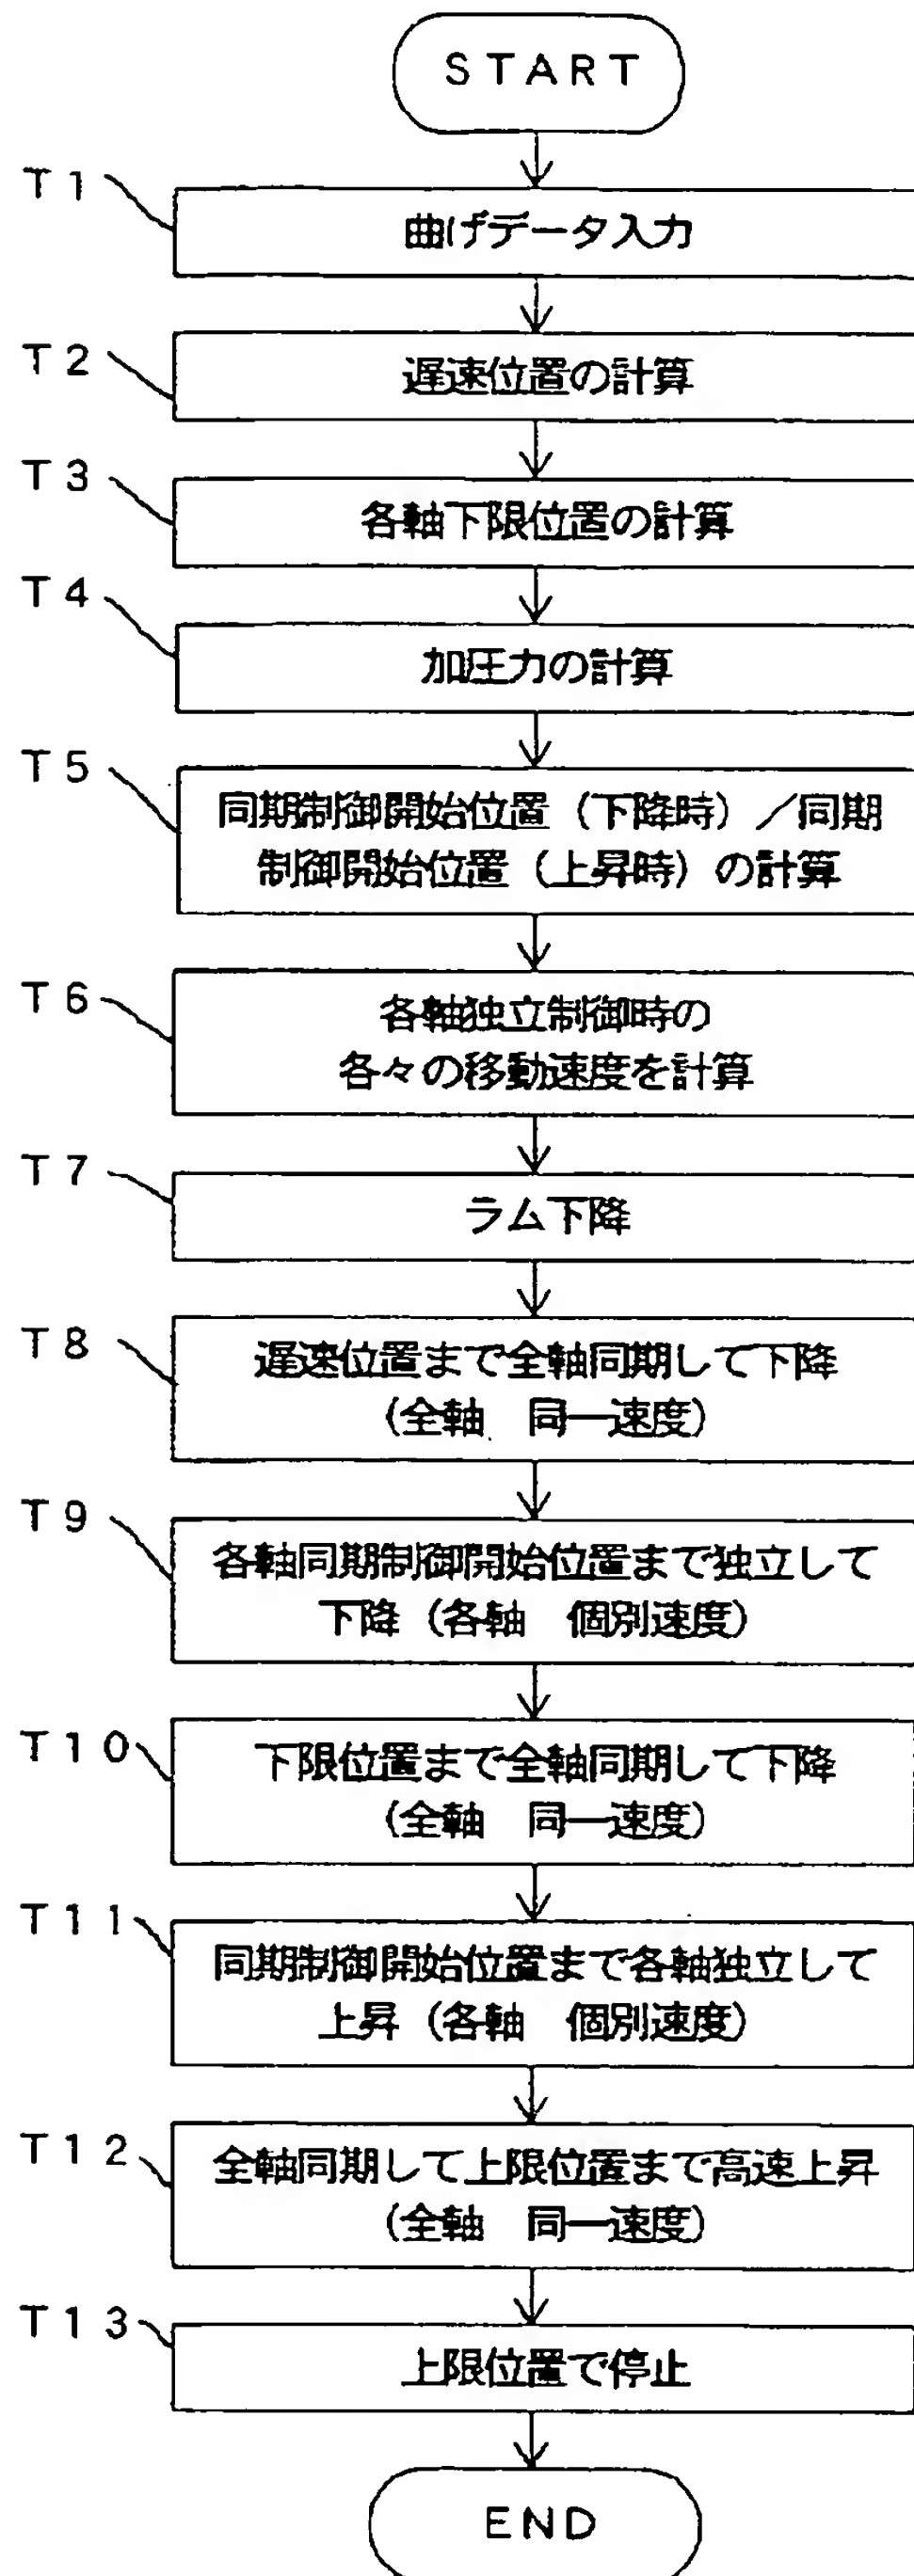 START
T1
曲げデータ入力
T2
遅速位置の計算
T3
各軸下限位置の計算
T4
加圧力の計算
T5
同期制御開始位置（下降時）／同期
制御開始位置（上昇時）の計算
T6
各軸独立制御時の
各々の移動速度を計算
T7
ラム下降
T8
遅速位置まで全軸同期して下降
（全軸　同一速度）
T9
各軸同期制御開始位置まで独立して
下降（各軸　個別速度）
T10
下限位置まで全軸同期して下降
（全軸　同一速度）
T11
同期制御開始位置まで各軸独立して
上昇（各軸　個別速度）
T12
全軸同期して上限位置まで高速上昇
（全軸　同一速度）
T13
上限位置で停止
END